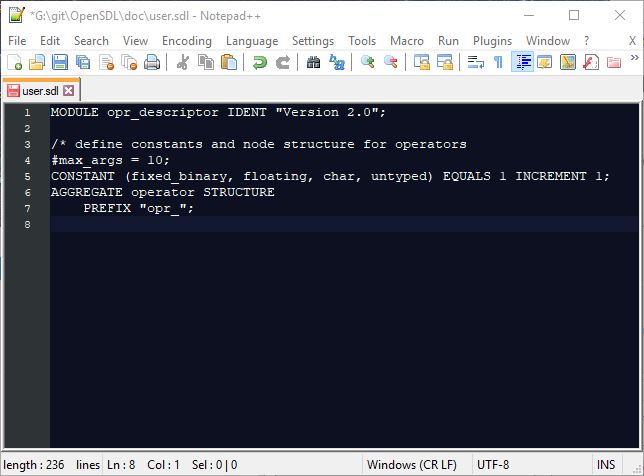 *G:\git\OpenSDL\doc\user.sdl - Notepad++
File Edit Search View Encoding Language Settings Tools Macro Run Plugins Window ? X
user.sdl
1 MODULE opr_descriptor IDENT "Version 2.0";
2
3 /* define constants and node structure for operators
4 #max_args = 10;
5 CONSTANT (fixed_binary, floating, char, untyped) EQUALS 1 INCREMENT 1;
6 AGGREGATE operator STRUCTURE
7 PREFIX "opr_";
8
length : 236 lines Ln : 8 Col : 1 Sel : 0 | 0 Windows (CR LF) UTF-8 INS